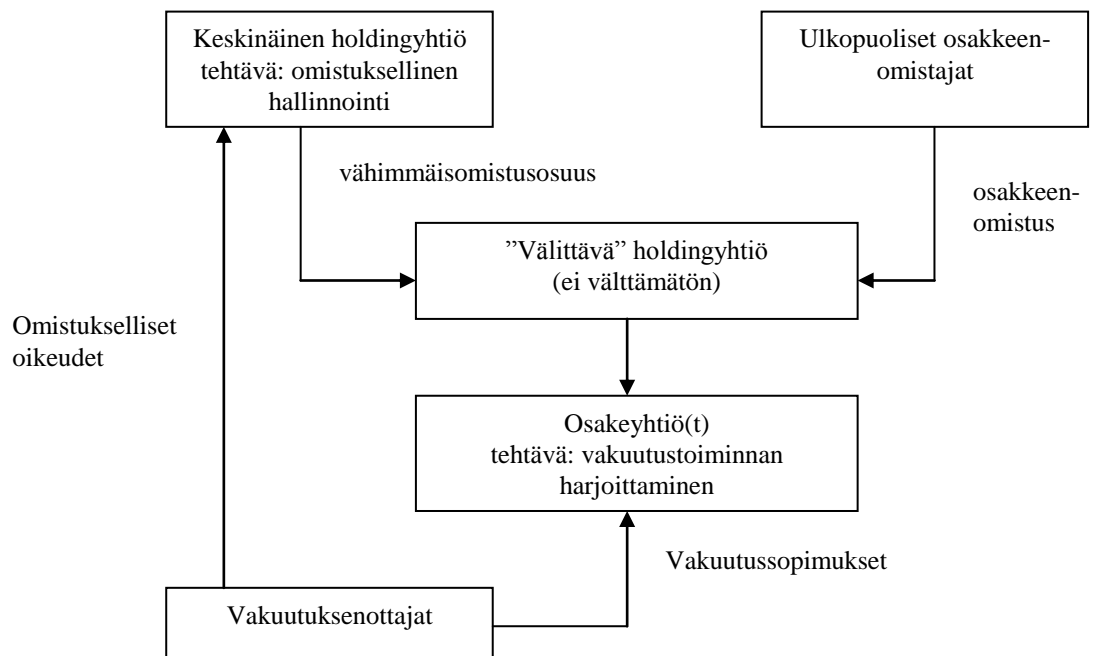 Keskinäinen holdingyhtiö
tehtävä: omistuksellinen
hallinnointi
Ulkopuoliset osakkeen-
omistajat
vähimmäisomistusosuus
osakkeen-
omistus
”Välittävä” holdingyhtiö
(ei välttämätön)
Omistukselliset
oikeudet
Osakeyhtiö(t)
tehtävä: vakuutustoiminnan
harjoittaminen
Vakuutussopimukset
Vakuutuksenottajat